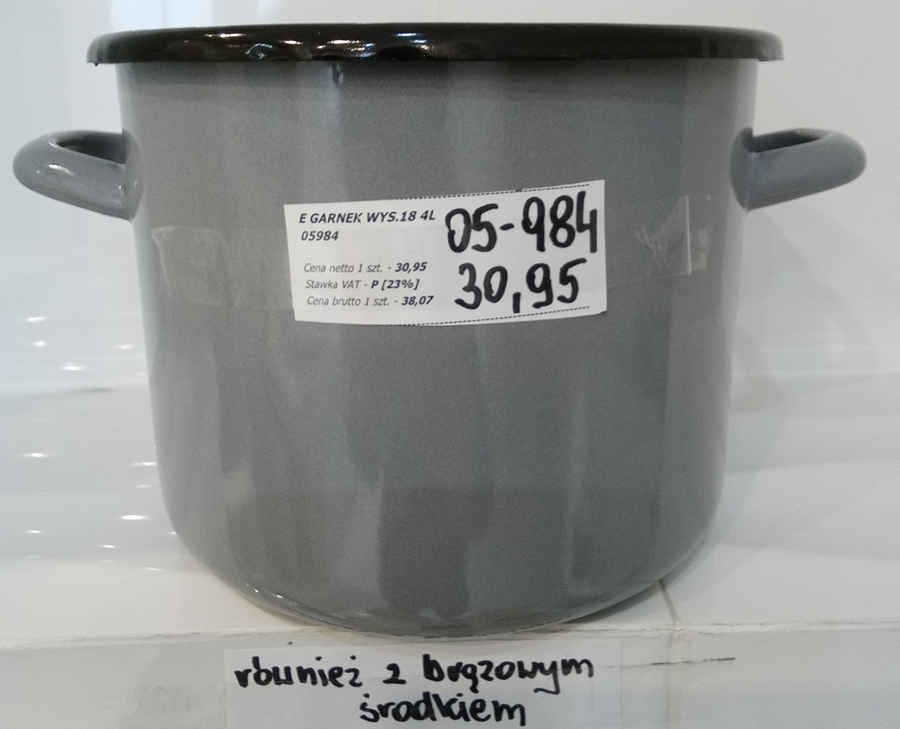 E GARNEK WYS.18 4L
05984
Cena netto 1 szt. - 30,95
Stawka VAT - P [23%]
Cena brutto 1 szt. - 38,07
05-984
30,95
również z brązowym
środkiem